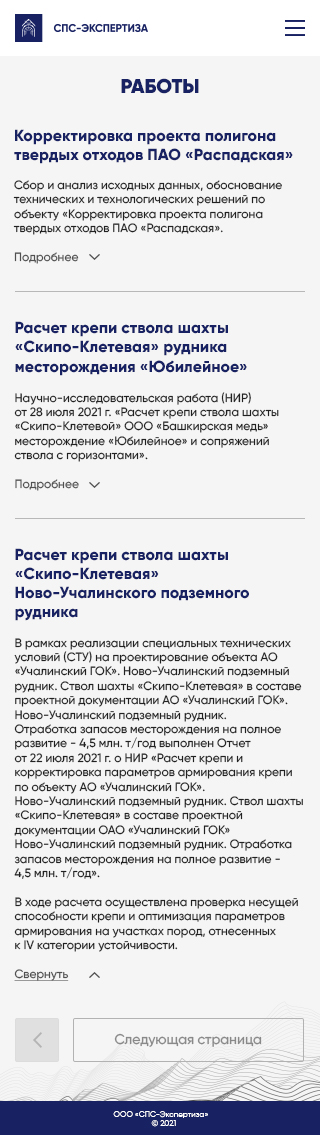 СПС-ЭКСПЕРТИЗА
РАБОТЫ
Корректировка проекта полигона
твердых отходов ПАО «Распадская»
Сбор и анализ исходных данных, обоснование
технических и технологических решений по
объекту «Корректировка проекта полигона
твердых отходов ПАО «Распадская».
Подробнее
Расчет крепи ствола шахты
«Скипо-Клетевая» рудника
месторождения «Юбилейное»
Научно-исследовательская работа (НИР)
от 28 июля 2021 г. «Расчет крепи ствола шахты
«Скипо-Клетевой» ООО «Башкирская медь»
месторождение «Юбилейное» и сопряжений
ствола с горизонтами».
Подробнее
Расчет крепи ствола шахты
«Скипо-Клетевая»
Ново-Учалинского подземного
рудника
В рамках реализации специальных технических
условий (СТУ) на проектирование объекта АО
«Учалинский ГОК». Ново-Учалинский подземный
рудник. Ствол шахты «Скипо-Клетевая» в составе
проектной документации АО «Учалинский ГОК».
Ново-Учалинский подземный рудник.
Отработка запасов месторождения на полное
развитие - 4,5 млн. т/год выполнен Отчет
от 22 июля 2021 г. о НИР «Расчет крепи и
корректировка параметров армирования крепи
по объекту АО «Учалинский ГОК».
Ново-Учалинский подземный рудник. Ствол шахты
«Скипо-Клетевая» в составе проектной
документации ОАО «Учалинский ГОК»
Ново-Учалинский подземный рудник. Отработка
запасов месторождения на полное развитие -
4,5 млн. т/год».
В ходе расчета осуществлена проверка несущей
способности крепи и оптимизация параметров
армирования на участках пород, отнесенных
к IV категории устойчивости.
Свернуть
Следующая страница
ООО «СПС-Экспертиза»
© 2021